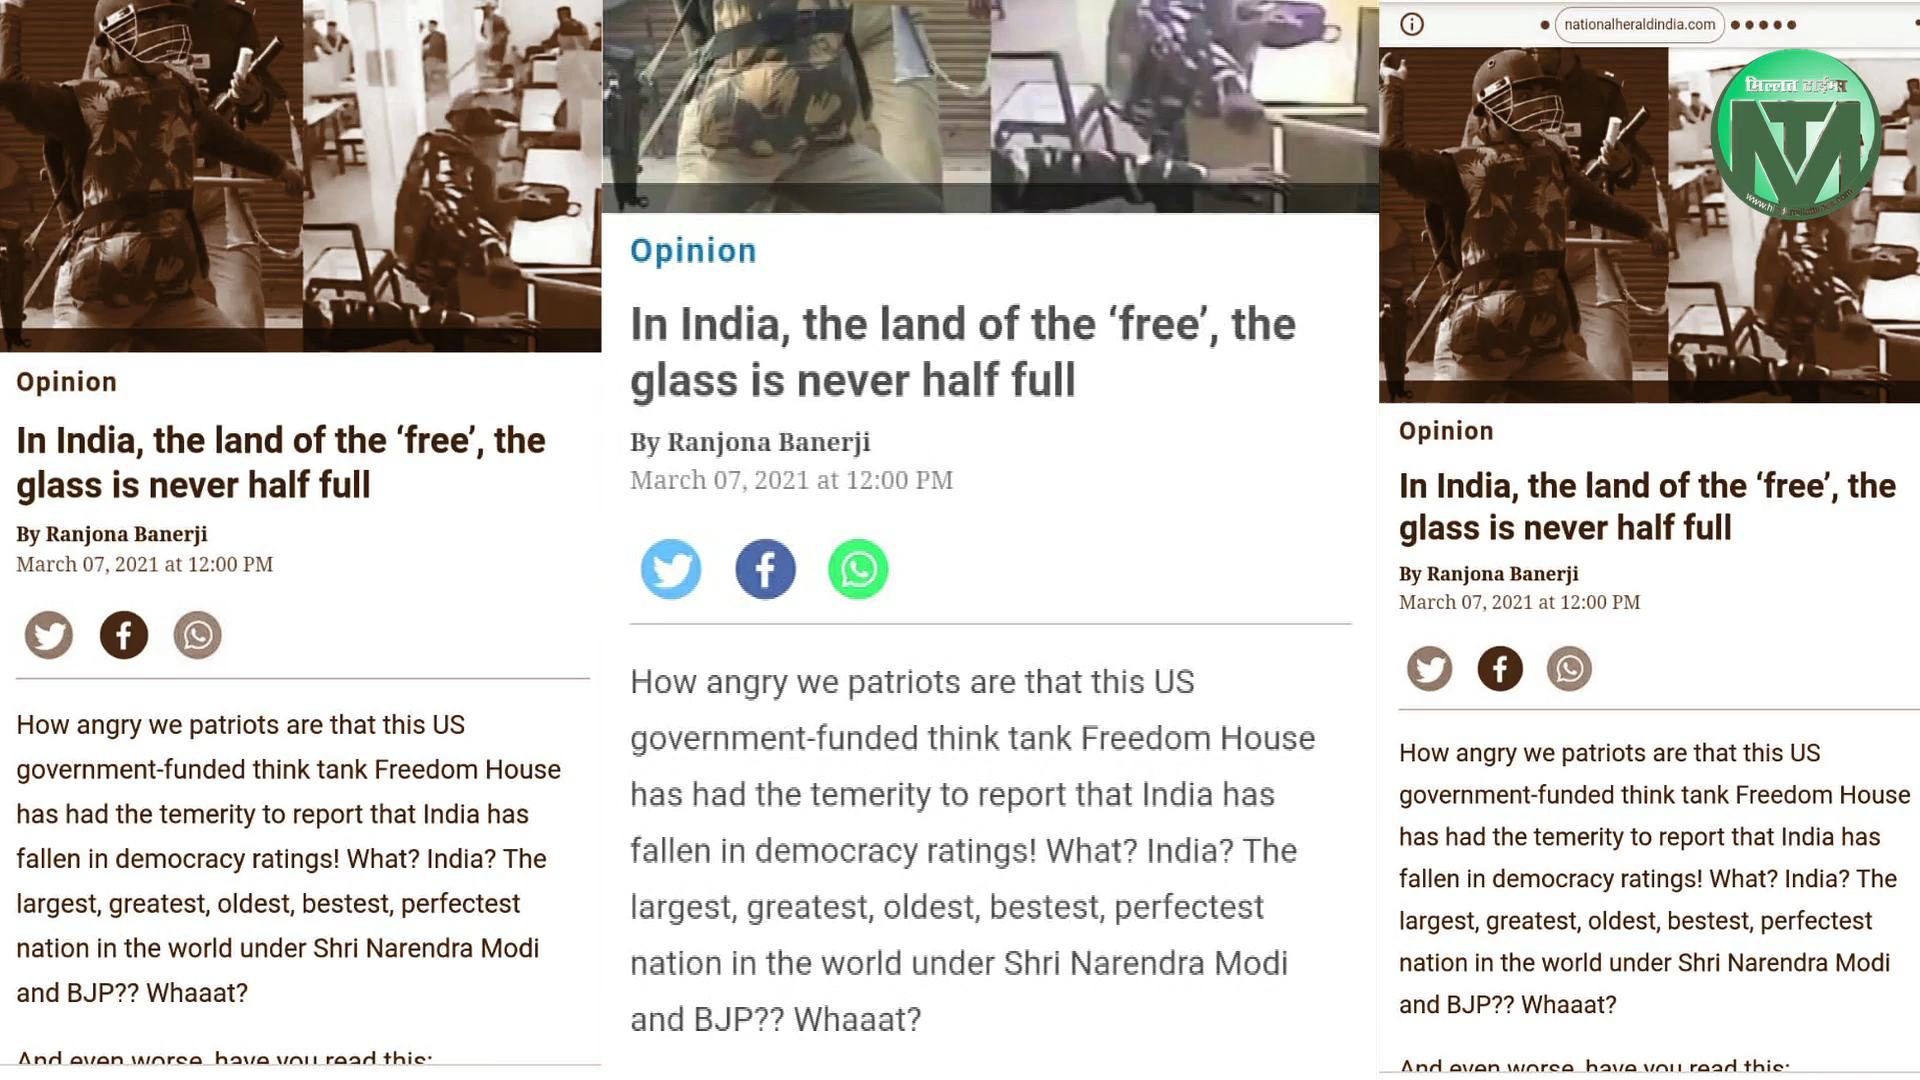 Opinion
In India, the land of the ‘free’, the
glass is never half full
By Ranjona Banerji
March 07, 2021 at 12:00 PM
How angry we patriots are that this US
government-funded think tank Freedom House
has had the temerity to report that India has
fallen in democracy ratings! What? India? The
largest, greatest, oldest, bestest, perfectest
nation in the world under Shri Narendra Modi
and BJP?? Whaaat?
And even worse, have you read this:
Opinion
In India, the land of the ‘free’, the
glass is never half full
By Ranjona Banerji
March 07, 2021 at 12:00 PM
How angry we patriots are that this US
government-funded think tank Freedom House
has had the temerity to report that India has
fallen in democracy ratings! What? India? The
largest, greatest, oldest, bestest, perfectest
nation in the world under Shri Narendra Modi
and BJP?? Whaaat?
nationalheraldindia.com
मिल्लत टाईम्स
MT
Opinion
In India, the land of the ‘free’, the
glass is never half full
By Ranjona Banerji
March 07, 2021 at 12:00 PM
How angry we patriots are that this US
government-funded think tank Freedom House
has had the temerity to report that India has
fallen in democracy ratings! What? India? The
largest, greatest, oldest, bestest, perfectest
nation in the world under Shri Narendra Modi
and BJP?? Whaaat?
And even worse, have you read this: